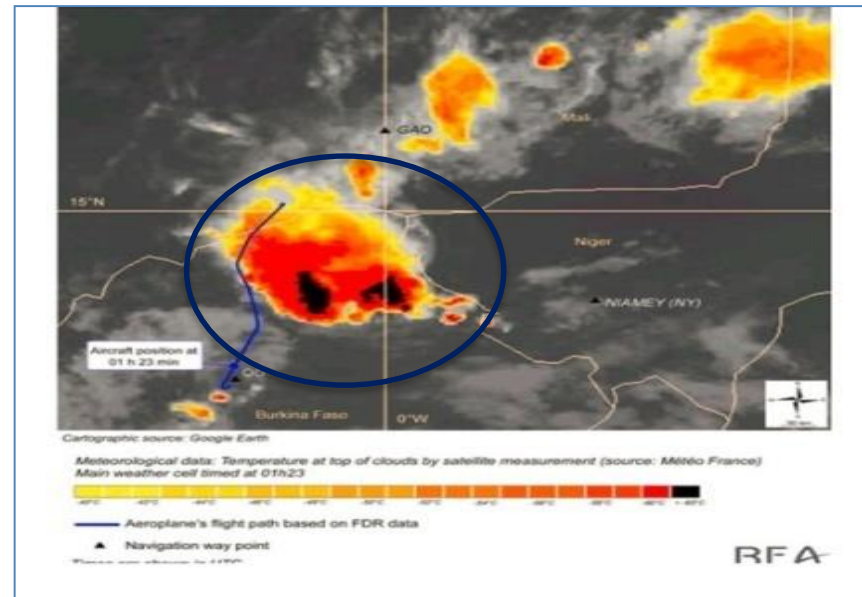 GAO
Mali
15°N
Niger
NIAMEY (NY)
Aircraft position at
01 h 23 min
Burkina Faso
0°W
Cartographic source: Google Earth
Meteorological data: Temperature at top of clouds by satellite measurement (source: Météo France)
Main weather cell timed at 01h23
Aeroplane's flight path based on FDR data
Navigation way point